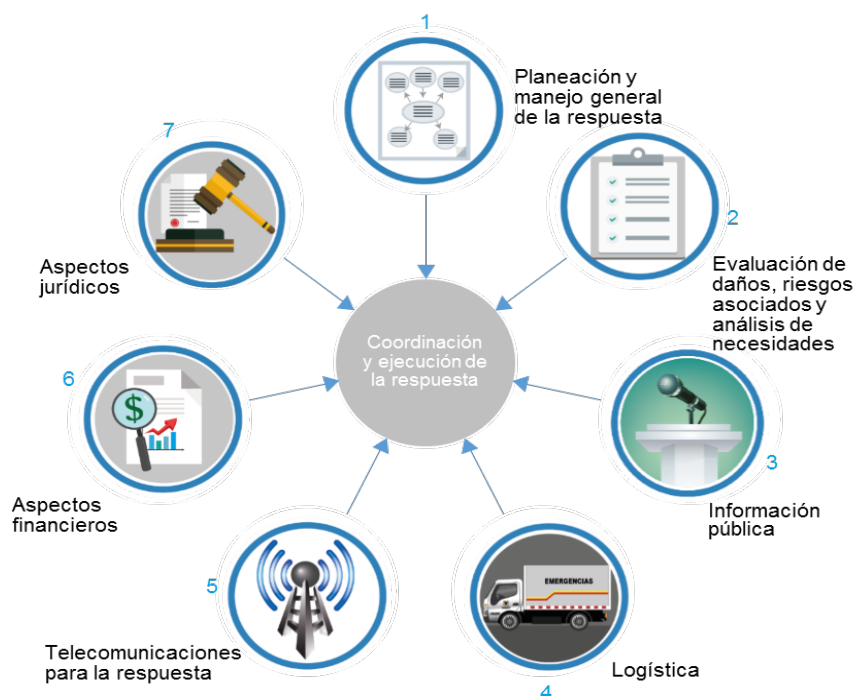 1
Planeación y
manejo general
de la respuesta
2
Evaluación de
daños, riesgos
asociados y
análisis de
necesidades
3
Información
pública
4
Logística
EMERGENCIAS
5
Telecomunicaciones
para la respuesta
6
Aspectos
financieros
$
7
Aspectos
jurídicos
Coordinación
y ejecución de
la respuesta